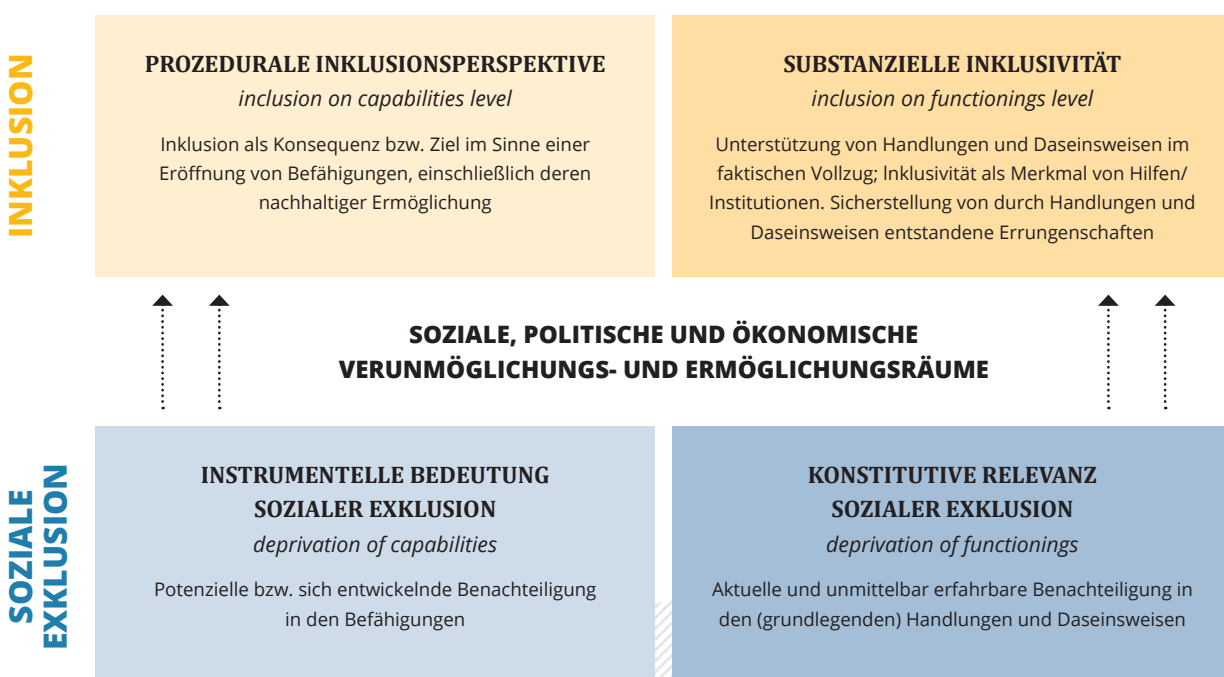 INKLUSION
PROZEDURALE INKLUSIONSPERSPEKTIVE
inclusion on capabilities level
Inklusion als Konsequenz bzw. Ziel im Sinne einer
Eröffnung von Befähigungen, einschließlich deren
nachhaltiger Ermöglichung
SUBSTANZIELLE INKLUSIVITÄT
inclusion on functionings level
Unterstützung von Handlungen und Daseinsweisen im
faktischen Vollzug; Inklusivität als Merkmal von Hilfen/
Institutionen. Sicherstellung von durch Handlungen und
Daseinsweisen entstandene Errungenschaften
SOZIALE, POLITISCHE UND ÖKONOMISCHE
VERUNMÖGLICHUNGS- UND ERMÖGLICHUNGSRÄUME
SOZIALE
EXKLUSION
INSTRUMENTELLE BEDEUTUNG
SOZIALER EXKLUSION
deprivation of capabilities
Potenzielle bzw. sich entwickelnde Benachteiligung
in den Befähigungen
KONSTITUTIVE RELEVANZ
SOZIALER EXKLUSION
deprivation of functionings
Aktuelle und unmittelbar erfahrbare Benachteiligung in
den (grundlegenden) Handlungen und Daseinsweisen